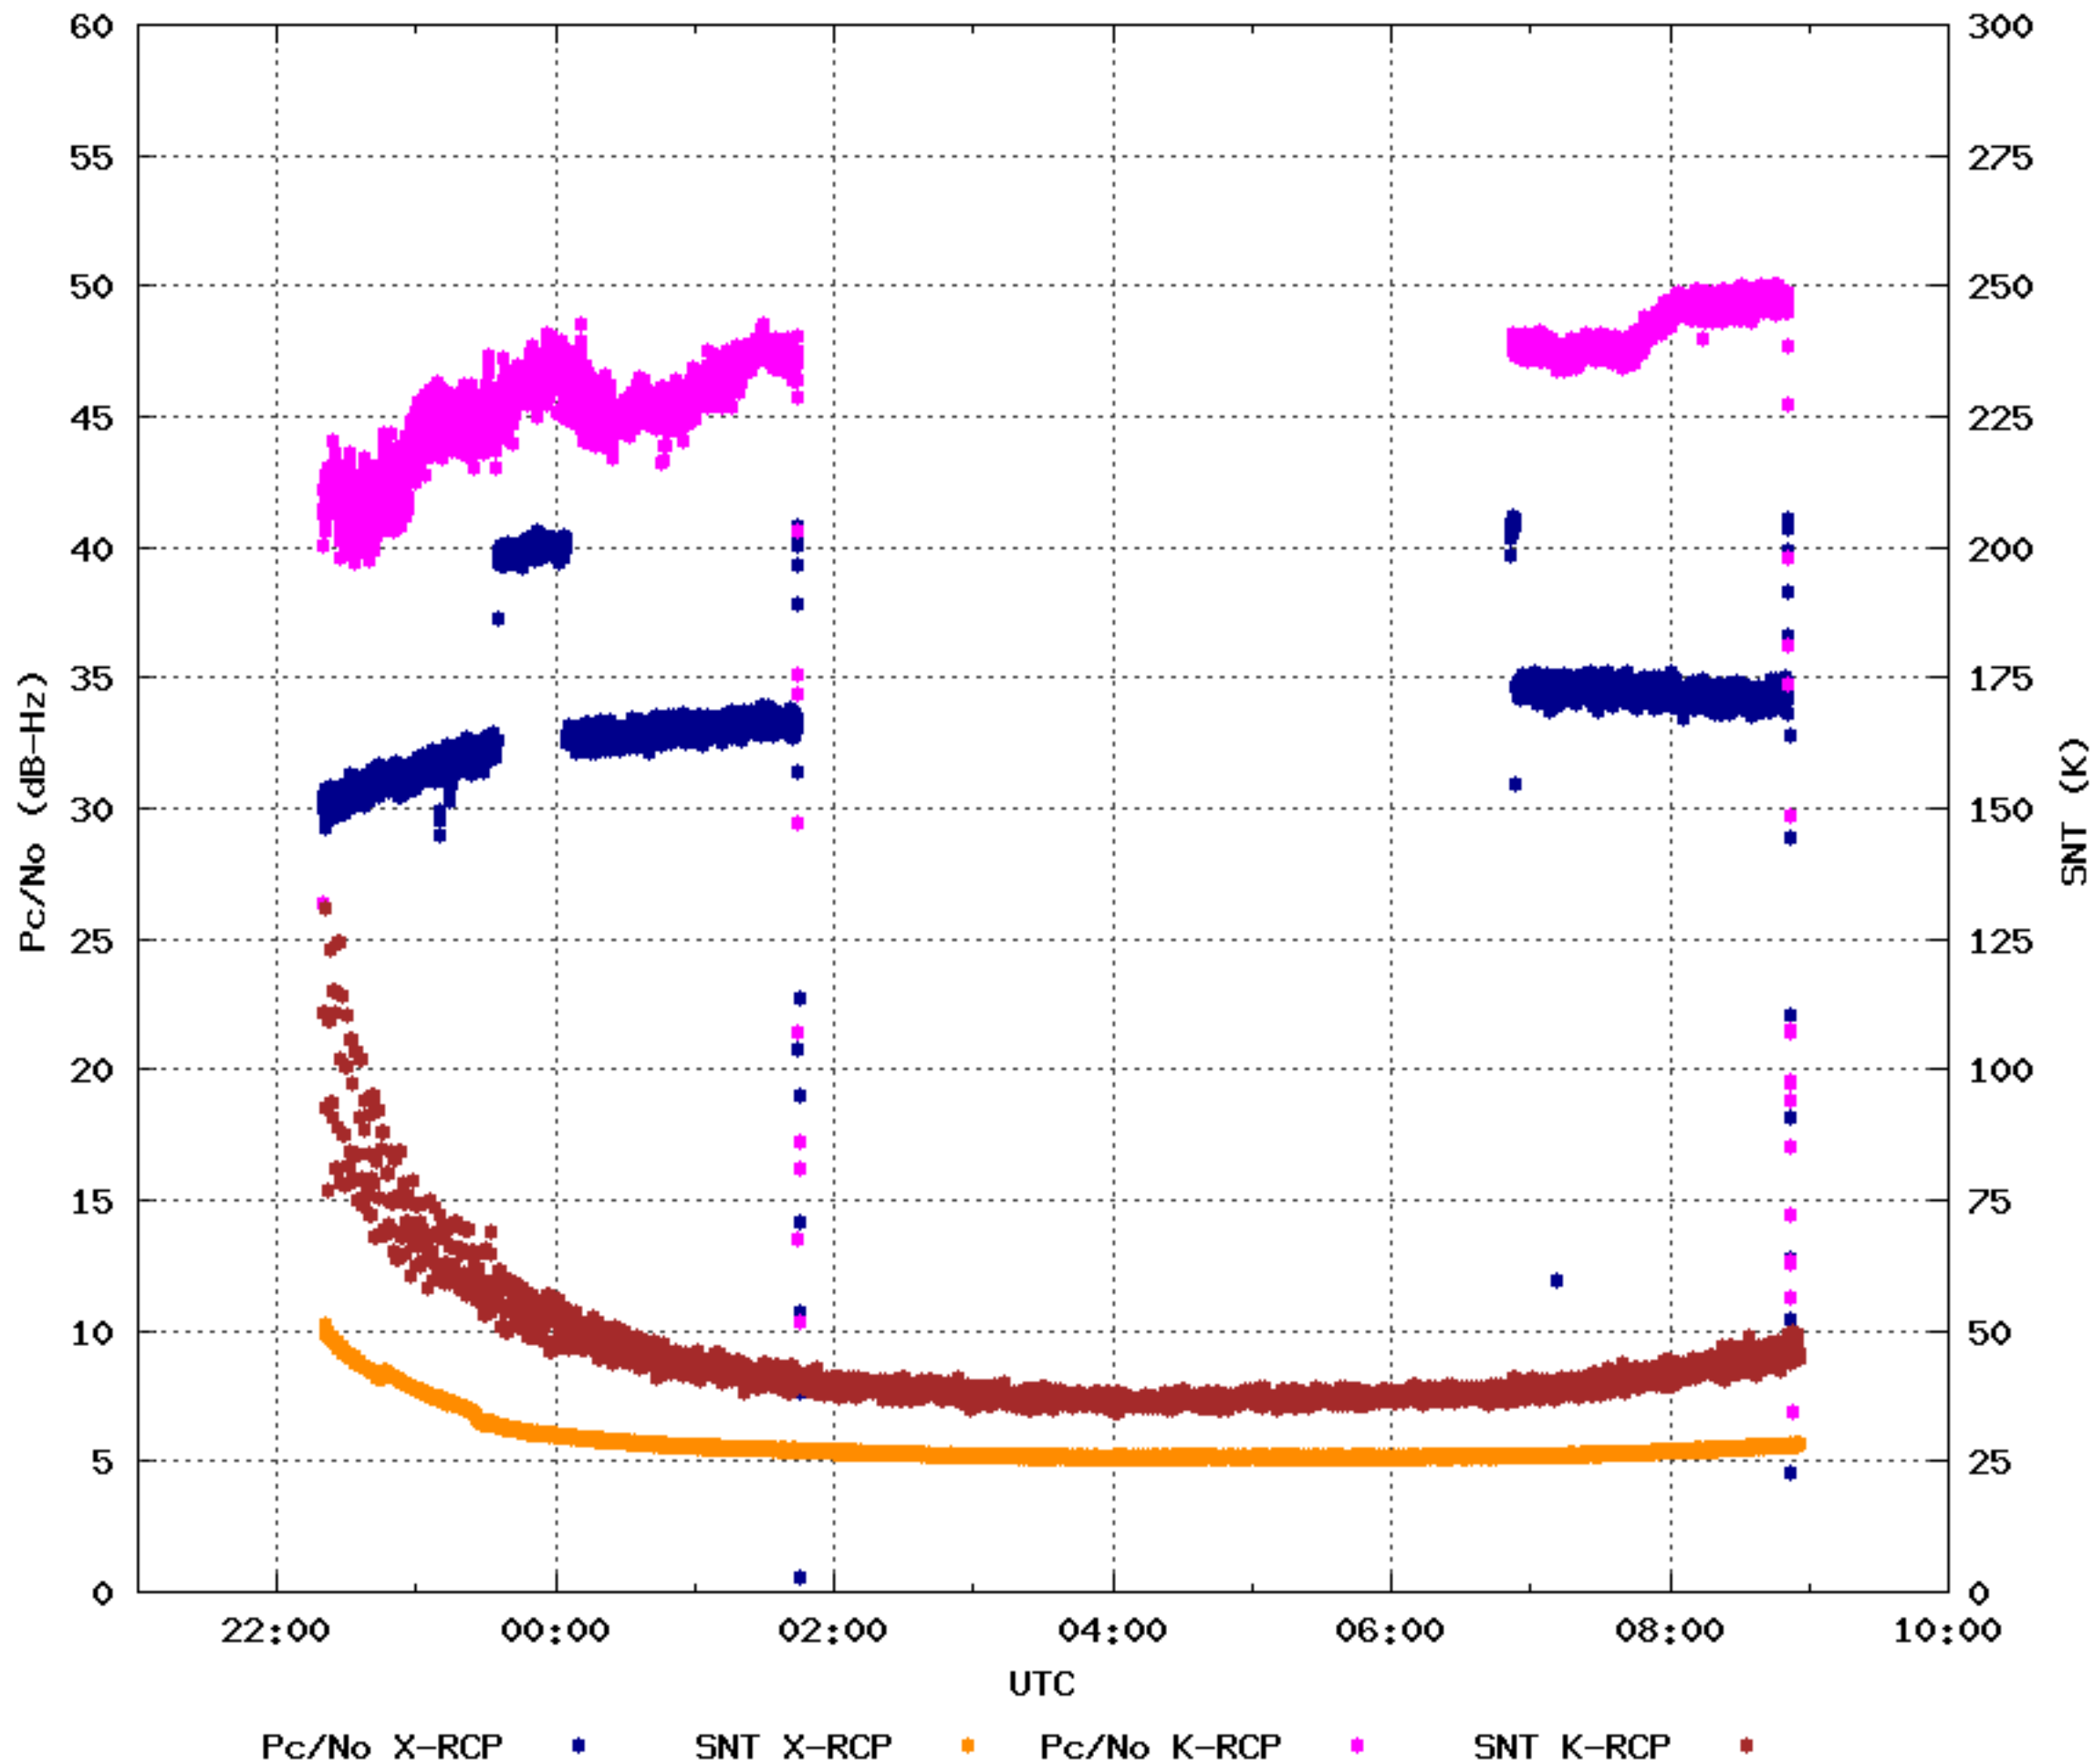 60 300
55 275
50 250
45 225
40 200
35 175
30 150
25 125
20 100
15 75
10 50
5 25
0 0
Pc/No (dB-Hz)
SNT (K)
22:00 00:00 02:00 04:00 06:00 08:00 10:00
UTC
Pc/No X-RCP SNT X-RCP Pc/No K-RCP SNT K-RCP